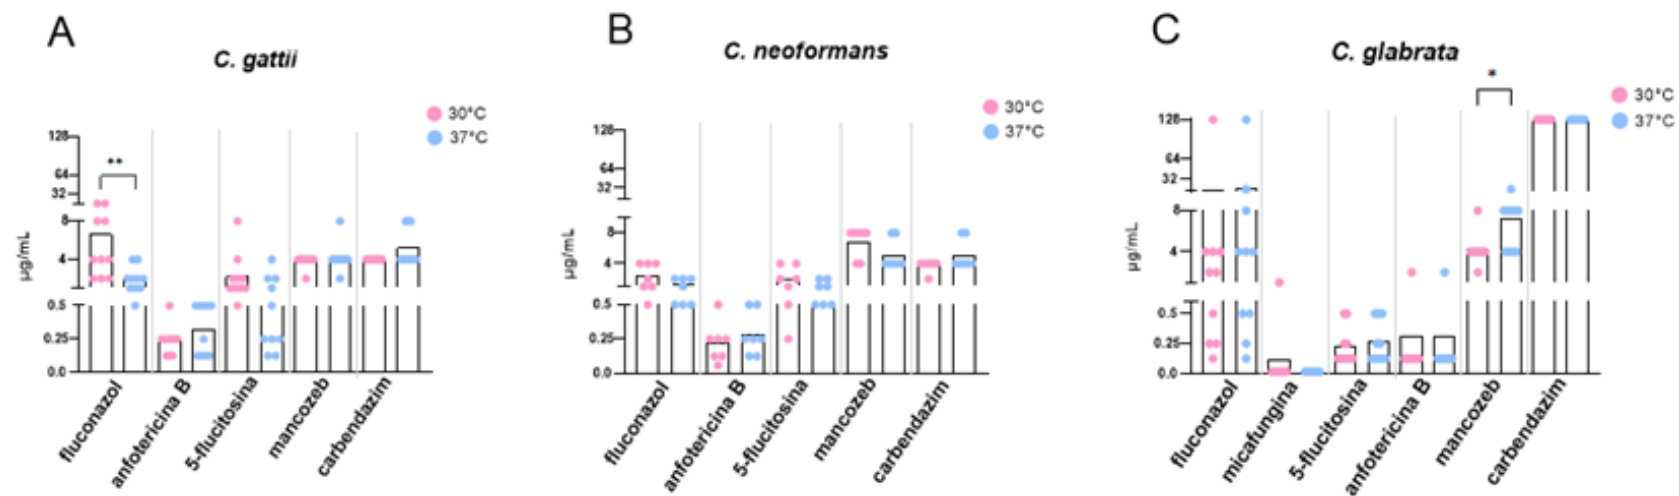 A
C. gattii
30°C
37°C
**
128
64
32
8
4
0.5
0.25
0.0
µg/mL
fluconazol
anfotericina B
5-flucitosina
mancozeb
carbendazim
B
C. neoformans
30°C
37°C
128
64
32
8
4
0.5
0.25
0.0
µg/mL
fluconazol
anfotericina B
5-flucitosina
mancozeb
carbendazim
C
C. glabrata
*
30°C
37°C
128
64
32
8
4
0.5
0.25
0.0
µg/mL
fluconazol
micafungina
5-flucitosina
anfotericina B
mancozeb
carbendazim